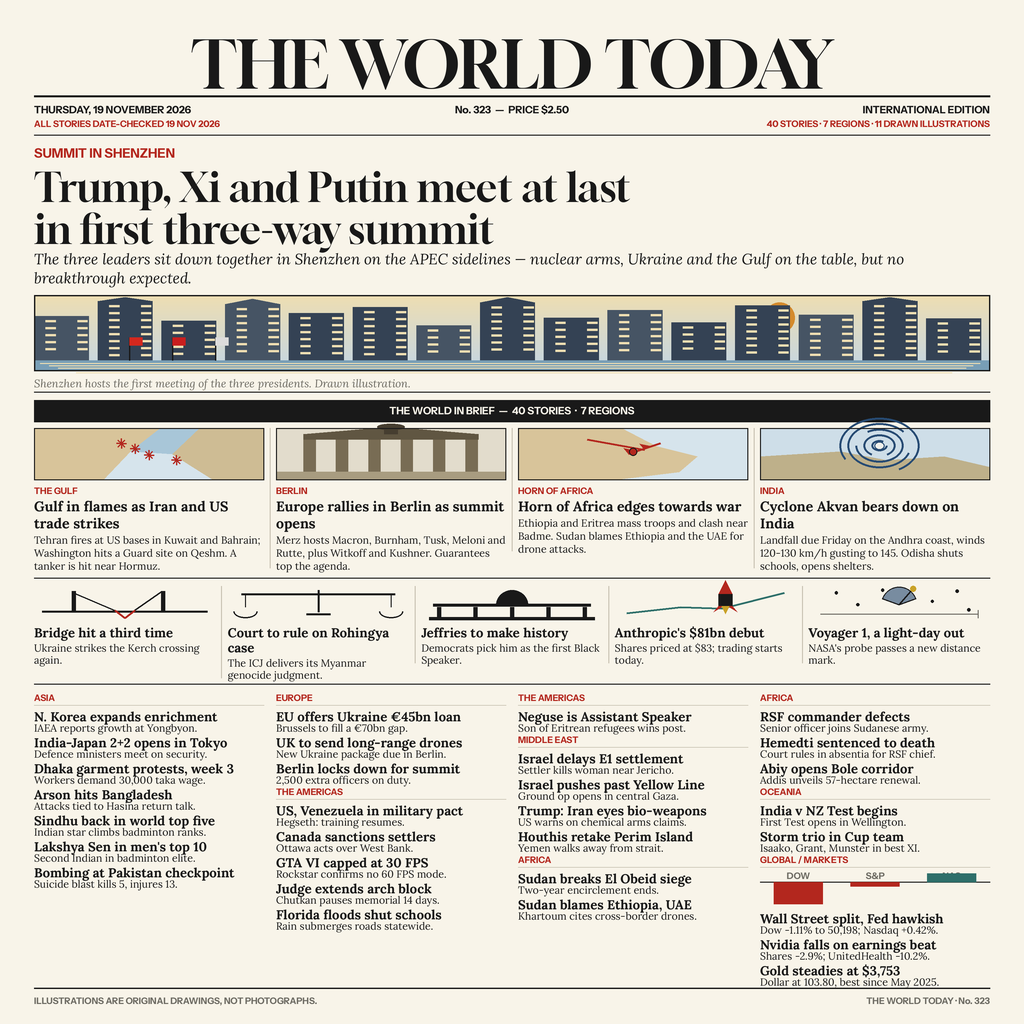 THE WORLD TODAY
THURSDAY, 19 NOVEMBER 2026
No. 323 — PRICE $2.50
INTERNATIONAL EDITION
ALL STORIES DATE-CHECKED 19 NOV 2026
40 STORIES · 7 REGIONS · 11 DRAWN ILLUSTRATIONS
SUMMIT IN SHENZHEN
Trump, Xi and Putin meet at last
in first three-way summit
The three leaders sit down together in Shenzhen on the APEC sidelines — nuclear arms, Ukraine and the Gulf on the table, but no
breakthrough expected.
Shenzhen hosts the first meeting of the three presidents. Drawn illustration.
THE WORLD IN BRIEF — 40 STORIES · 7 REGIONS
THE GULF
Gulf in flames as Iran and US
trade strikes
Tehran fires at US bases in Kuwait and Bahrain;
Washington hits a Guard site on Qeshm. A
tanker is hit near Hormuz.
BERLIN
Europe rallies in Berlin as summit
opens
Merz hosts Macron, Burnham, Tusk, Meloni and
Rutte, plus Witkoff and Kushner. Guarantees
top the agenda.
HORN OF AFRICA
Horn of Africa edges towards war
Ethiopia and Eritrea mass troops and clash near
Badme. Sudan blames Ethiopia and the UAE for
drone attacks.
INDIA
Cyclone Akvan bears down on
India
Landfall due Friday on the Andhra coast, winds
120-130 km/h gusting to 145. Odisha shuts
schools, opens shelters.
Bridge hit a third time
Ukraine strikes the Kerch crossing
again.
Court to rule on Rohingya
case
The ICJ delivers its Myanmar
genocide judgment.
Jeffries to make history
Democrats pick him as the first Black
Speaker.
Anthropic's $81bn debut
Shares priced at $83; trading starts
today.
Voyager 1, a light-day out
NASA's probe passes a new distance
mark.
ASIA
N. Korea expands enrichment
IAEA reports growth at Yongbyon.
India-Japan 2+2 opens in Tokyo
Defence ministers meet on security.
Dhaka garment protests, week 3
Workers demand 30,000 taka wage.
Arson hits Bangladesh
Attacks tied to Hasina return talk.
Sindhu back in world top five
Indian star climbs badminton ranks.
Lakshya Sen in men's top 10
Second Indian in badminton elite.
Bombing at Pakistan checkpoint
Suicide blast kills 5, injures 13.
EUROPE
EU offers Ukraine €45bn loan
Brussels to fill a €70bn gap.
UK to send long-range drones
New Ukraine package due in Berlin.
Berlin locks down for summit
2,500 extra officers on duty.
THE AMERICAS
US, Venezuela in military pact
Hegseth: training resumes.
Canada sanctions settlers
Ottawa acts over West Bank.
GTA VI capped at 30 FPS
Rockstar confirms no 60 FPS mode.
Judge extends arch block
Chutkan pauses memorial 14 days.
Florida floods shut schools
Rain submerges roads statewide.
THE AMERICAS
Neguse is Assistant Speaker
Son of Eritrean refugees wins post.
MIDDLE EAST
Israel delays E1 settlement
Settler kills woman near Jericho.
Israel pushes past Yellow Line
Ground op opens in central Gaza.
Trump: Iran eyes bio-weapons
US warns on chemical arms claims.
Houthis retake Perim Island
Yemen walks away from strait.
AFRICA
Sudan breaks El Obeid siege
Two-year encirclement ends.
Sudan blames Ethiopia, UAE
Khartoum cites cross-border drones.
AFRICA
RSF commander defects
Senior officer joins Sudanese army.
Hemedti sentenced to death
Court rules in absentia for RSF chief.
Abiy opens Bole corridor
Addis unveils 57-hectare renewal.
OCEANIA
India v NZ Test begins
First Test opens in Wellington.
Storm trio in Cup team
Isaako, Grant, Munster in best XI.
GLOBAL / MARKETS
DOW
S&P
Wall Street split, Fed hawkish
Dow -1.11% to 50,198; Nasdaq +0.42%.
Nvidia falls on earnings beat
Shares -2.9%; UnitedHealth -10.2%.
Gold steadies at $3,753
Dollar at 103.80, best since May 2025.
ILLUSTRATIONS ARE ORIGINAL DRAWINGS, NOT PHOTOGRAPHS.
THE WORLD TODAY · No. 323